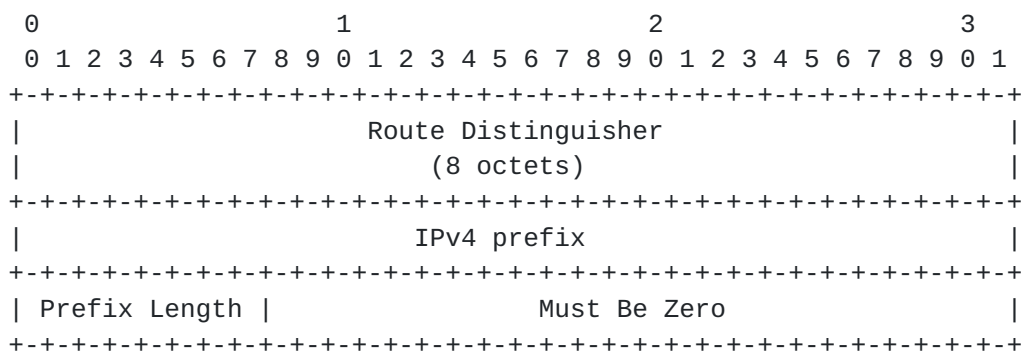 0                   1                   2                   3
 0 1 2 3 4 5 6 7 8 9 0 1 2 3 4 5 6 7 8 9 0 1 2 3 4 5 6 7 8 9 0 1
+-+-+-+-+-+-+-+-+-+-+-+-+-+-+-+-+-+-+-+-+-+-+-+-+-+-+-+-+-+-+-+-+
|                      Route Distinguisher                      |
|                          (8 octets)                           |
+-+-+-+-+-+-+-+-+-+-+-+-+-+-+-+-+-+-+-+-+-+-+-+-+-+-+-+-+-+-+-+-+
|                         IPv4 prefix                           |
+-+-+-+-+-+-+-+-+-+-+-+-+-+-+-+-+-+-+-+-+-+-+-+-+-+-+-+-+-+-+-+-+
| Prefix Length |                 Must Be Zero                  |
+-+-+-+-+-+-+-+-+-+-+-+-+-+-+-+-+-+-+-+-+-+-+-+-+-+-+-+-+-+-+-+-+